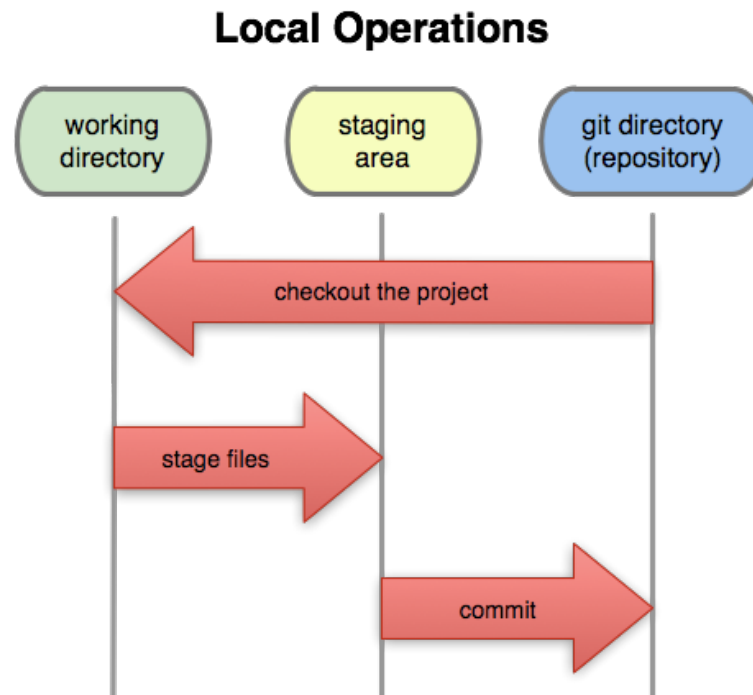 Local Operations
working
directory
staging
area
git directory
(repository)
checkout the project
stage files
commit